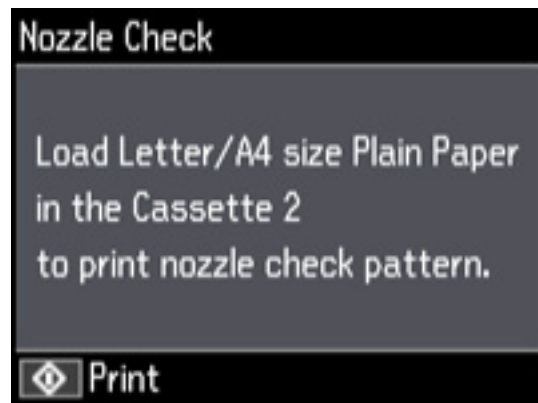 Nozzle Check
Load Letter/A4 size Plain Paper
in the Cassette 2
to print nozzle check pattern.
Print